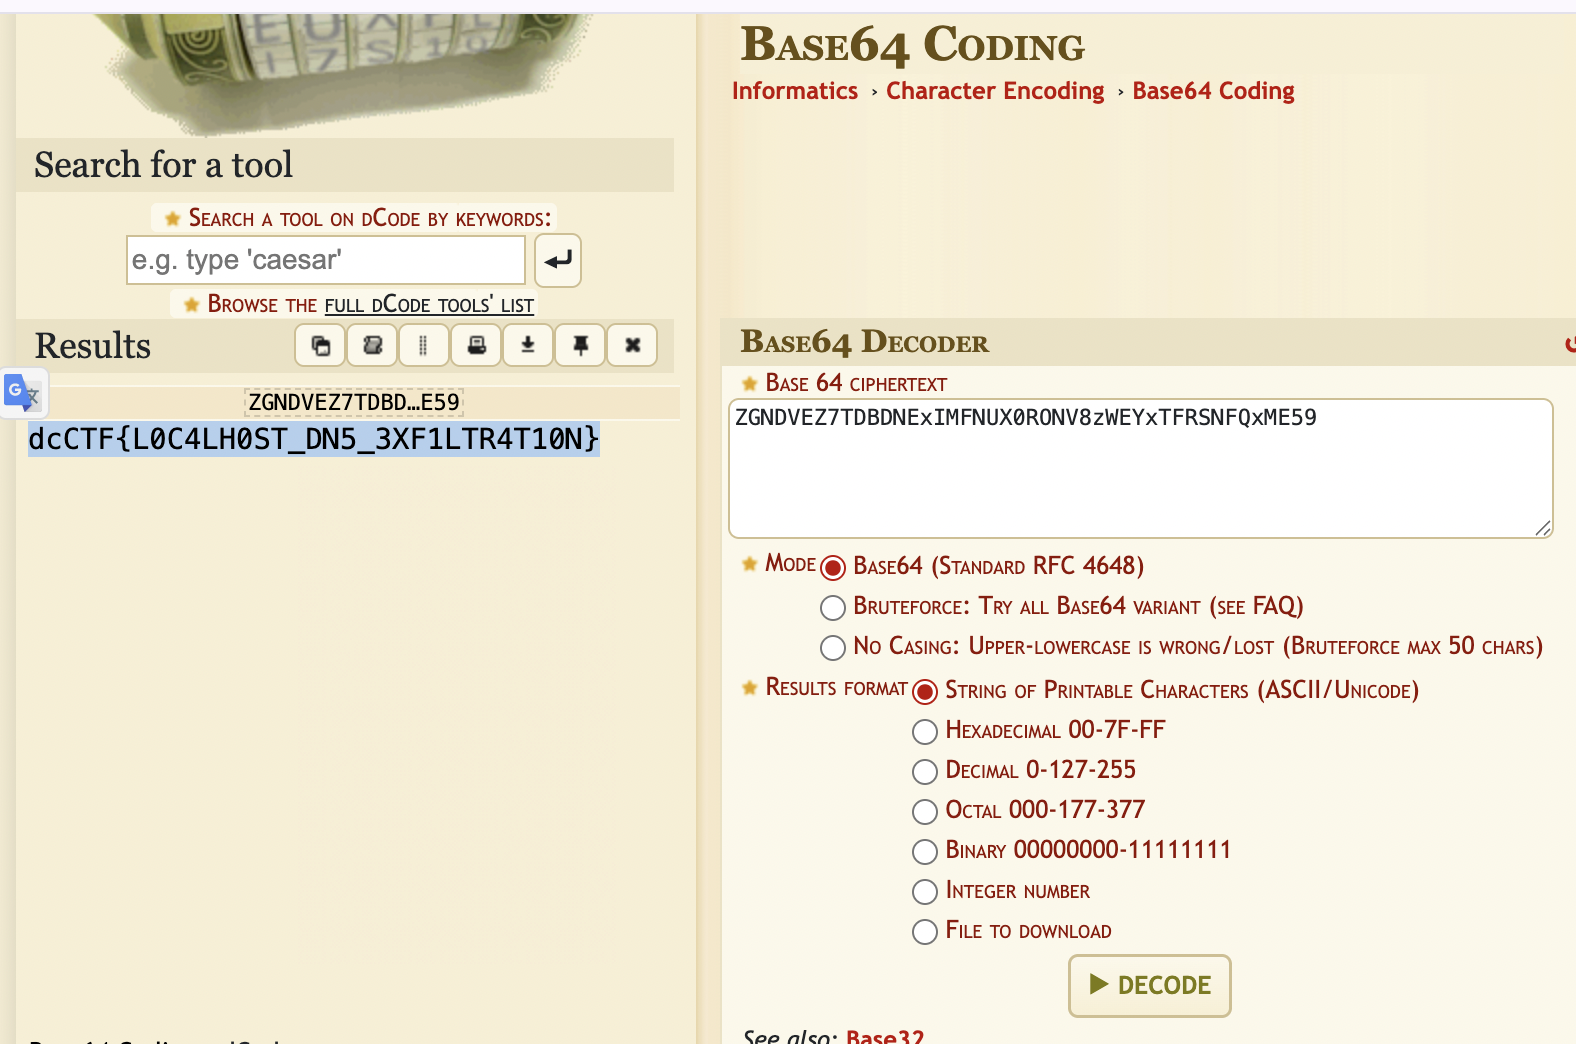 Search for a tool
Search a tool on dCode by keywords:
e.g. type 'caesar'
Browse the full dCode tools' list
Results
ZGNDVEZ7TDBD…E59
dcCTF{L0C4LH0ST_DN5_3XF1LTR4T10N}
Base64 Coding
Informatics › Character Encoding › Base64 Coding
Base64 Decoder
Base 64 ciphertext
ZGNDVEZ7TDBDNExIMFNUX0RONV8zWEYxTFRSNFQxME59
Mode
Base64 (Standard RFC 4648)
Bruteforce: Try all Base64 variant (see FAQ)
No Casing: Upper-lowercase is wrong/lost (Bruteforce max 50 chars)
Results format
String of Printable Characters (ASCII/Unicode)
Hexadecimal 00-7F-FF
Decimal 0-127-255
Octal 000-177-377
Binary 00000000-11111111
Integer number
File to download
▶ DECODE
See also: Base32